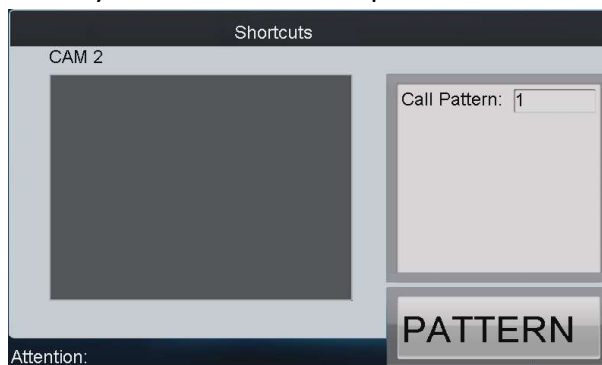 Shortcuts
CAM 2
Call Pattern: 1
PATTERN
Attention: